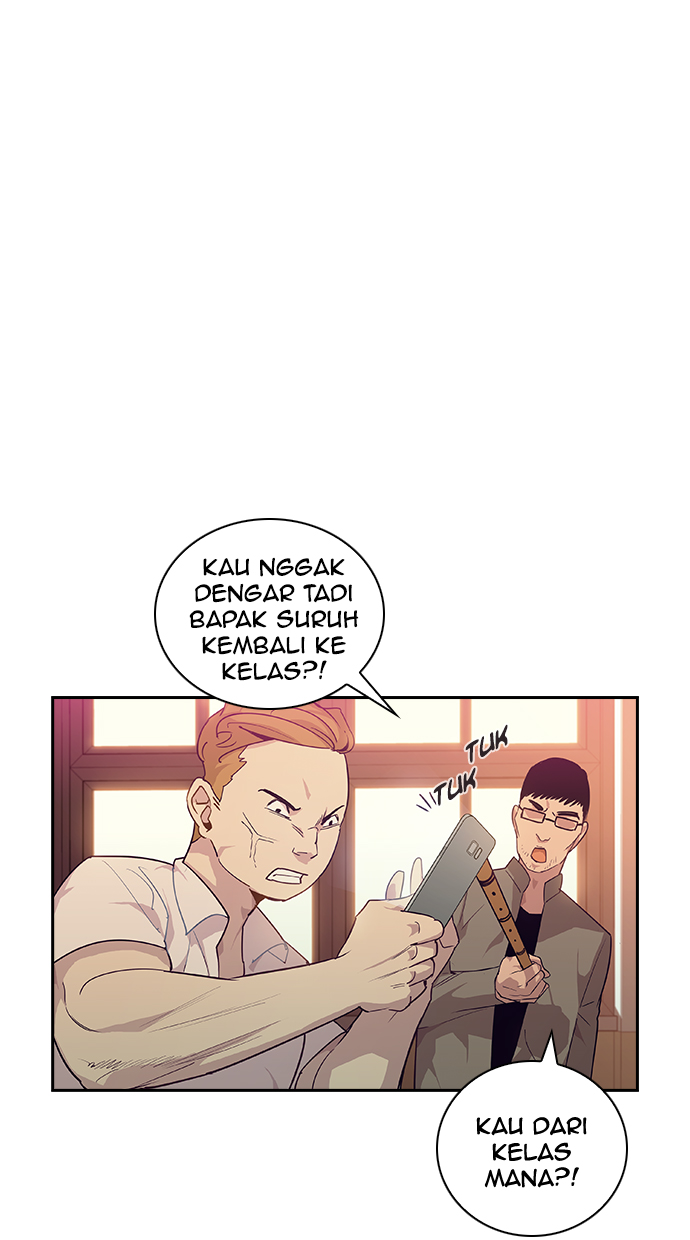 KAU NGGAK
DENGAR TADI
BAPAK SURUH
KEMBALI KE
KELAS?!
TUK
TUK
KAU DARI
KELAS
MANA?!